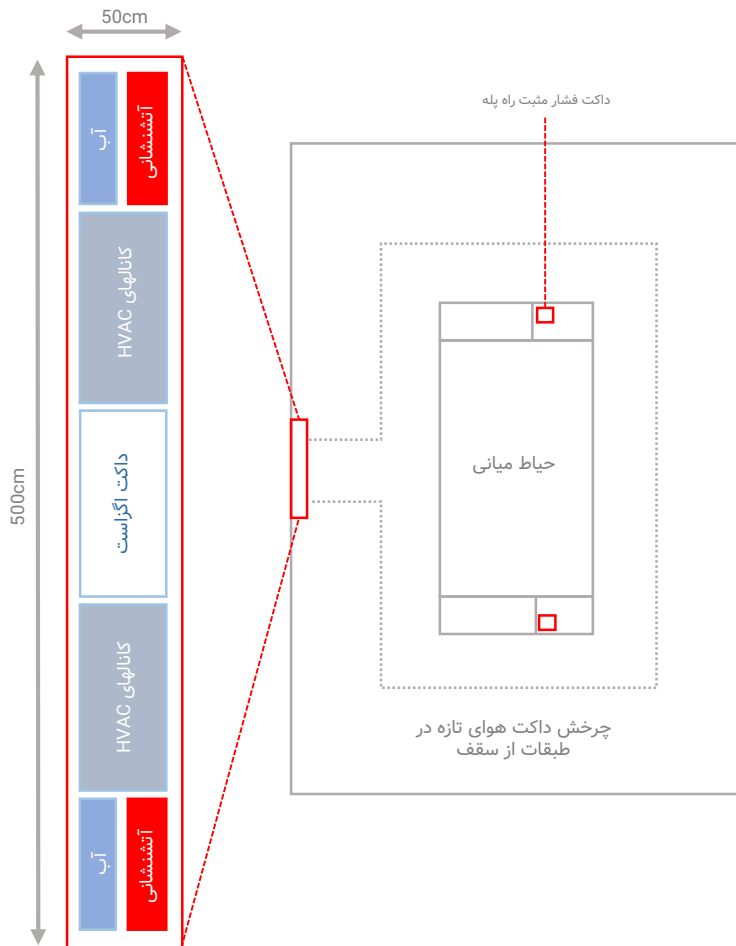 50cm
500cm
آب
آتشنشانی
کانالهای HVAC
داکت اگزاست
کانالهای HVAC
آب
آتشنشانی
داکت فشار مثبت راه پله
حیاط میانی
چرخش داکت هوای تازه در
طبقات از سقف